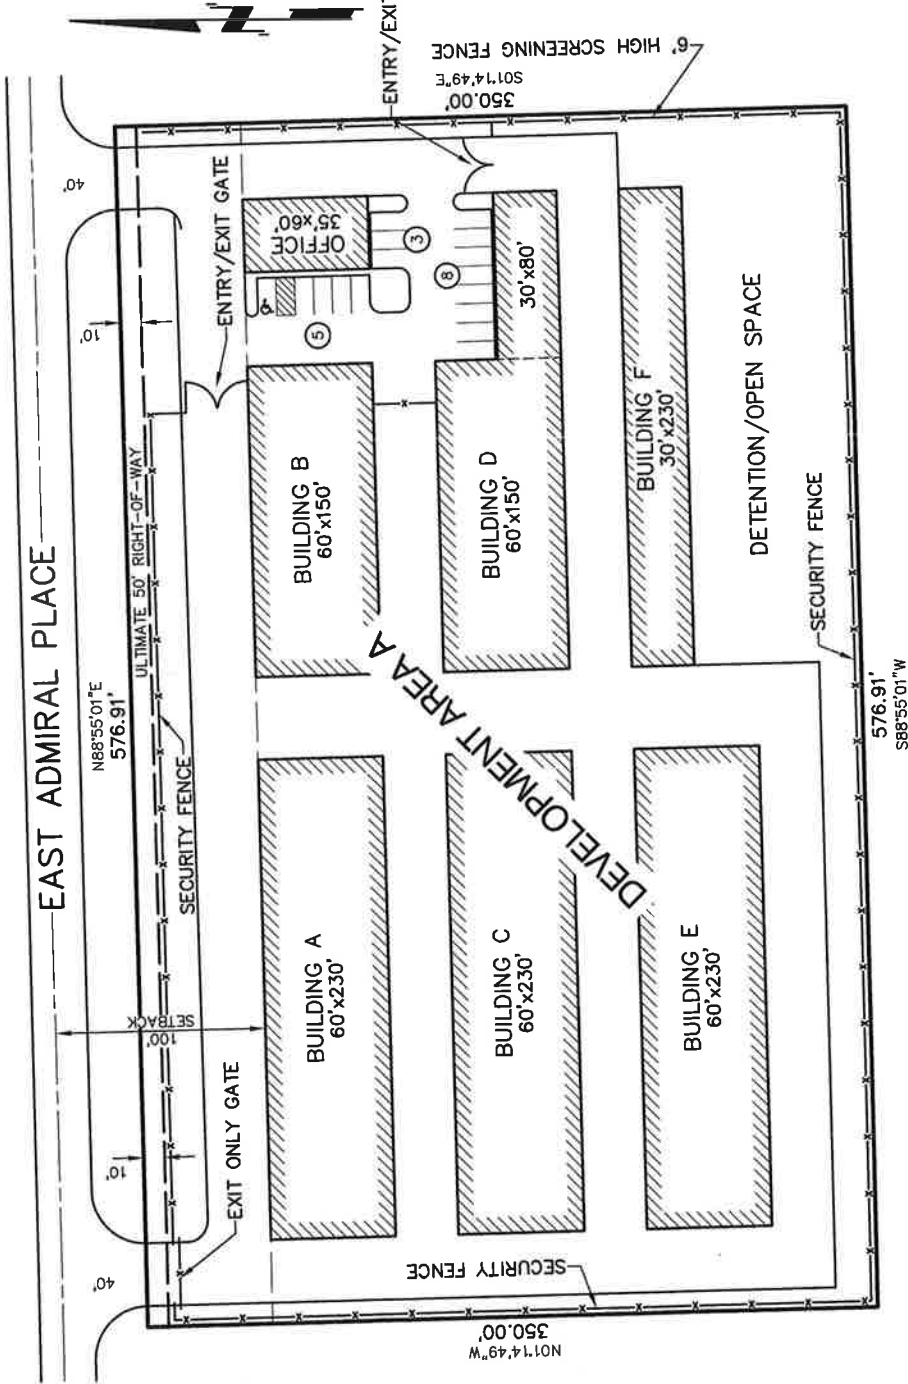 EAST ADMIRAL PLACE
N88°55'01"E
576.91'
40'
40'
10'
10'
ULTIMATE 50' RIGHT-OF-WAY
SECURITY FENCE
100'
SETBACK
EXIT ONLY GATE
ENTRY/EXIT GATE
ENTRY/EXI
6' HIGH SCREENING FENCE
S01°14'49"E
350.00'
OFFICE
35'x60'
3
8
5
BUILDING A
60'x230'
BUILDING B
60'x150'
BUILDING C
60'x230'
BUILDING D
60'x150'
30'x80'
BUILDING E
60'x230'
BUILDING F
30'x230'
DEVELOPMENT AREA A
DETENTION/OPEN SPACE
SECURITY FENCE
SECURITY FENCE
N01°14'49"W
350.00'
576.91'
S88°55'01"W